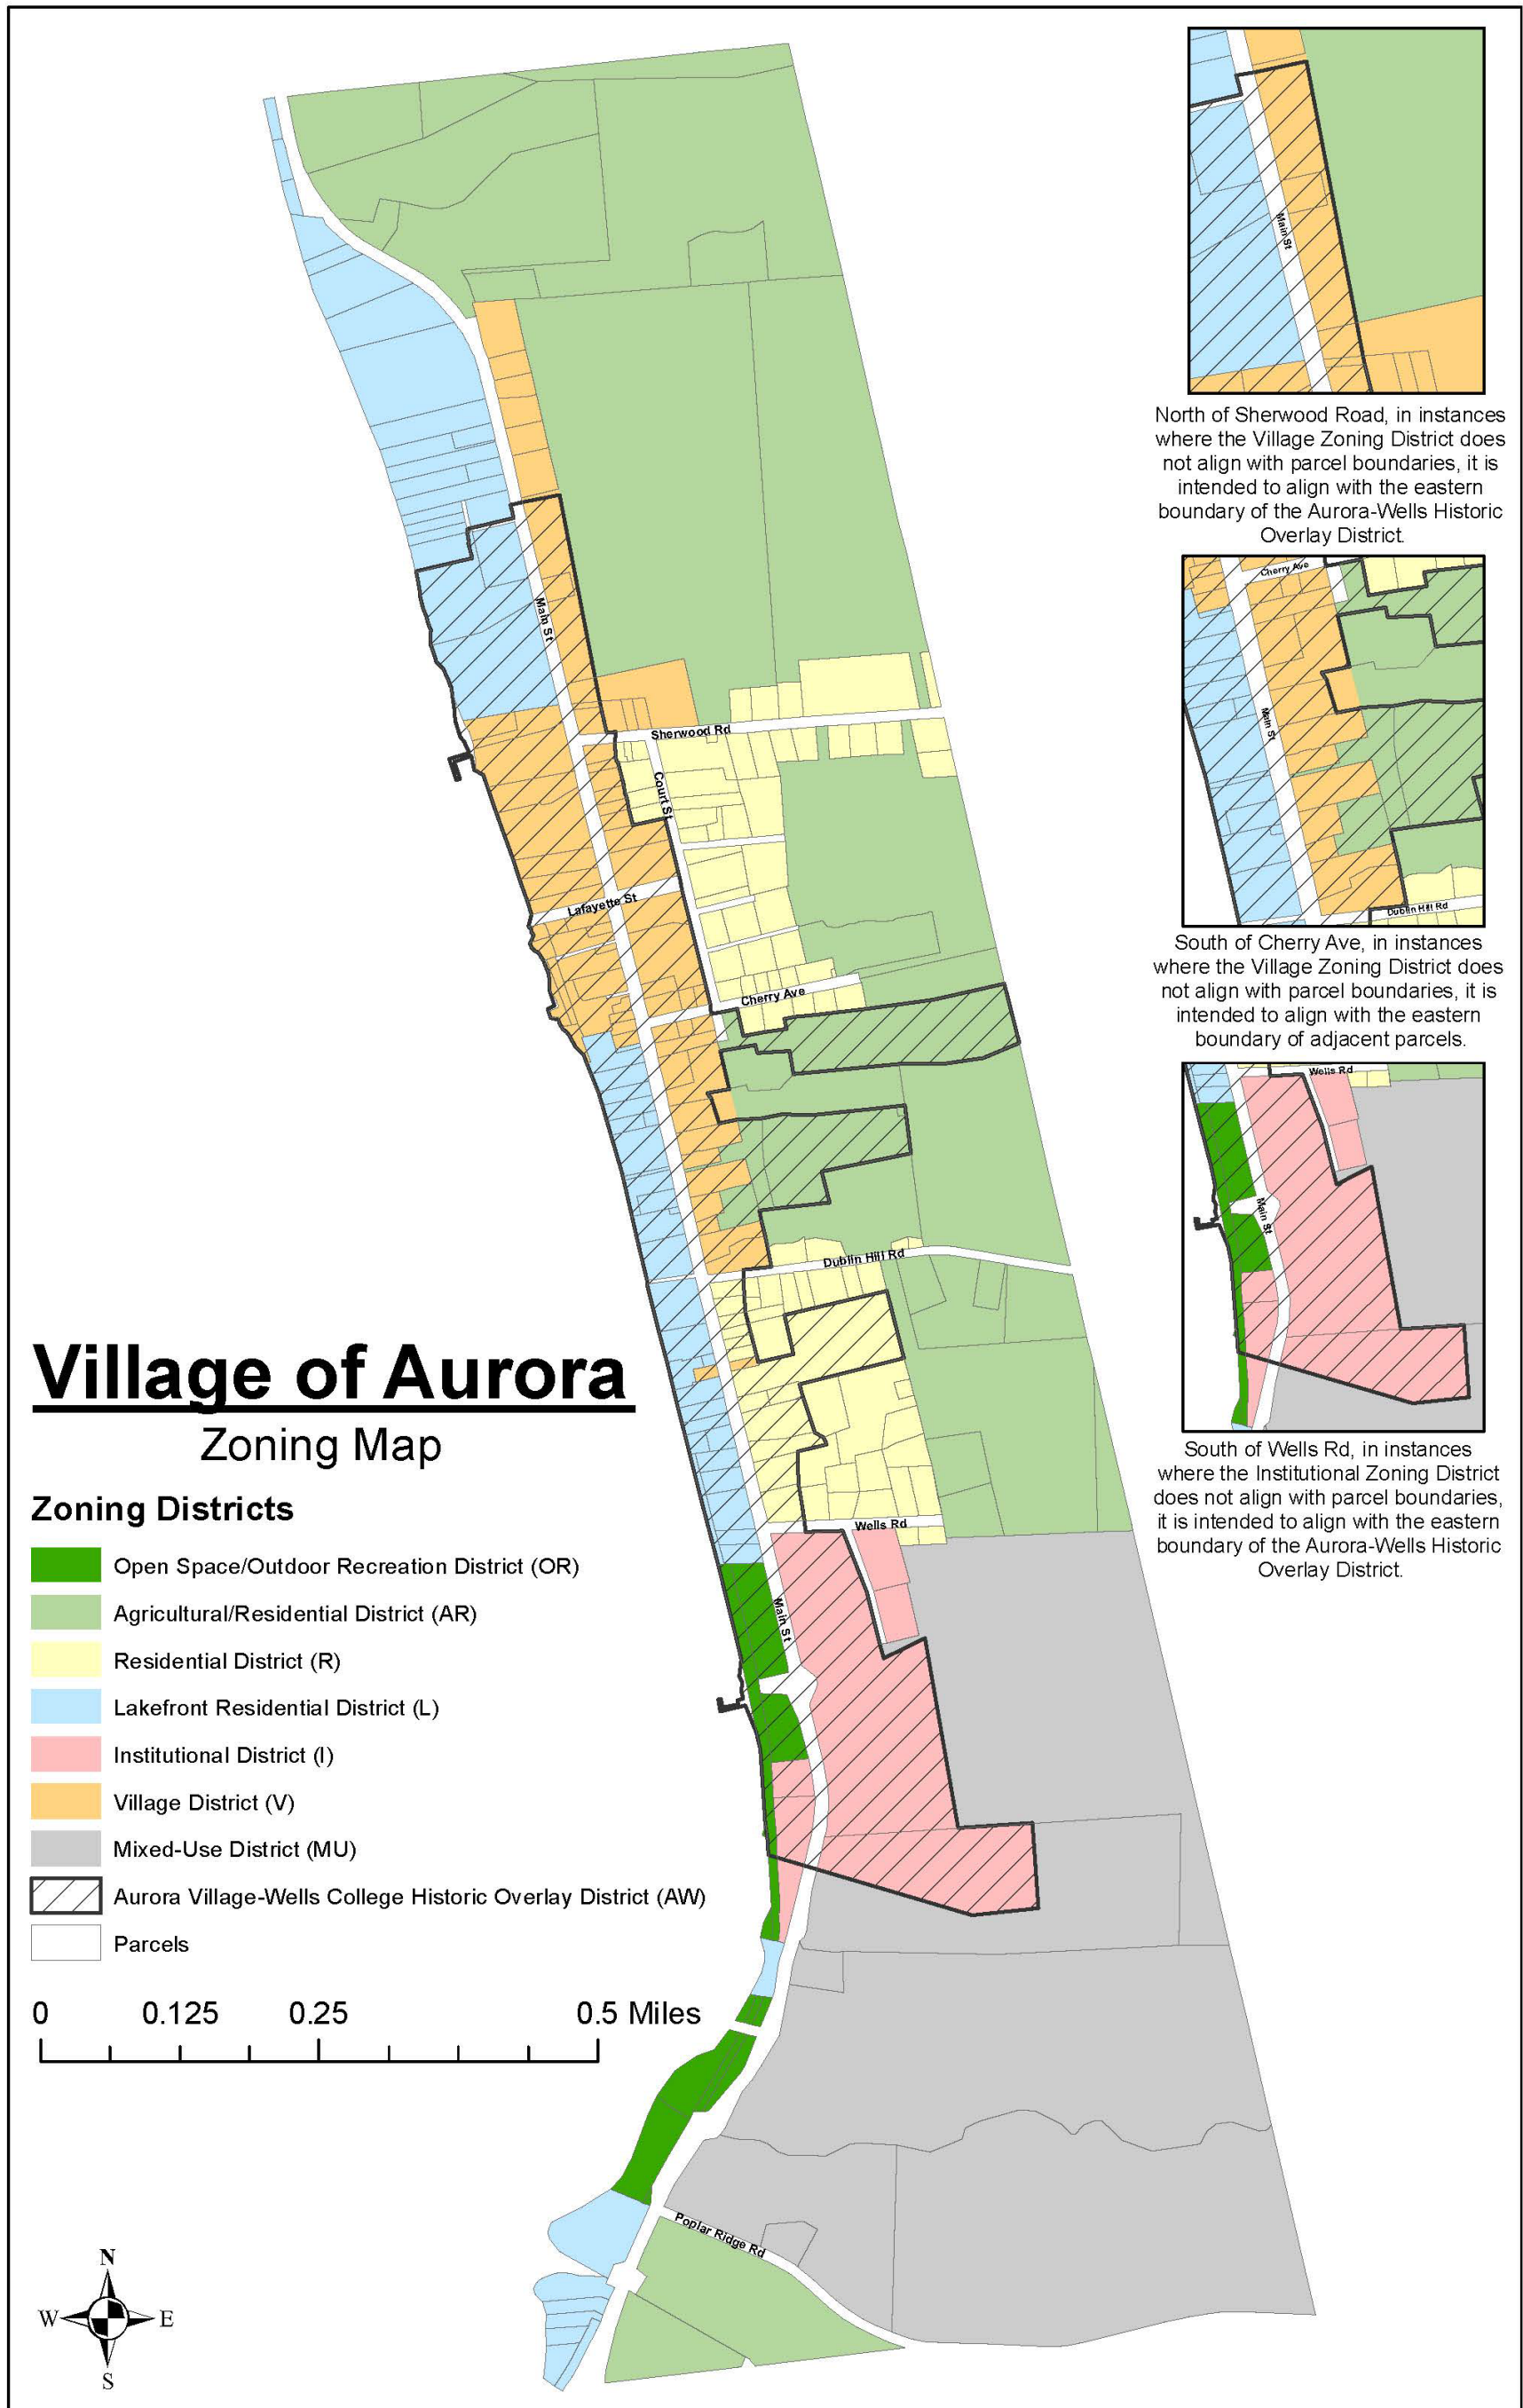 Main St
North of Sherwood Road, in instances
where the Village Zoning District does
not align with parcel boundaries, it is
intended to align with the eastern
boundary of the Aurora-Wells Historic
Overlay District.
Cherry Ave
Main St
Dublin Hill Rd
South of Cherry Ave, in instances
where the Village Zoning District does
not align with parcel boundaries, it is
intended to align with the eastern
boundary of adjacent parcels.
Wells Rd
Main St
South of Wells Rd, in instances
where the Institutional Zoning District
does not align with parcel boundaries,
it is intended to align with the eastern
boundary of the Aurora-Wells Historic
Overlay District.
Main St
Sherwood Rd
Court St
Lafayette St
Cherry Ave
Dublin Hill Rd
Wells Rd
Main St
Poplar Ridge Rd
Village of Aurora
Zoning Map
Zoning Districts
Open Space/Outdoor Recreation District (OR)
Agricultural/Residential District (AR)
Residential District (R)
Lakefront Residential District (L)
Institutional District (I)
Village District (V)
Mixed-Use District (MU)
Aurora Village-Wells College Historic Overlay District (AW)
Parcels
0 0.125 0.25 0.5 Miles
N
W E
S